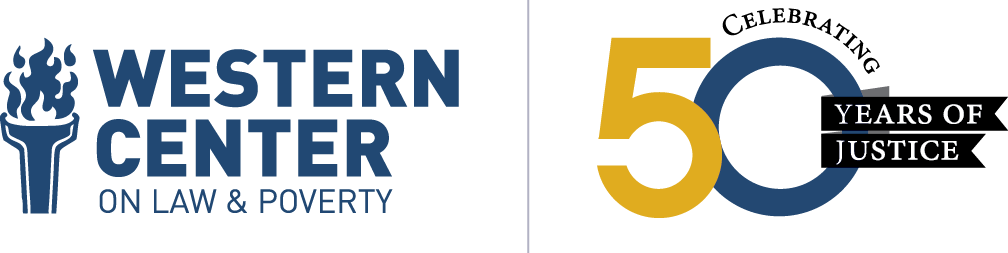 WESTERN
CENTER
ON LAW & POVERTY
CELEBRATING
50
YEARS OF
JUSTICE